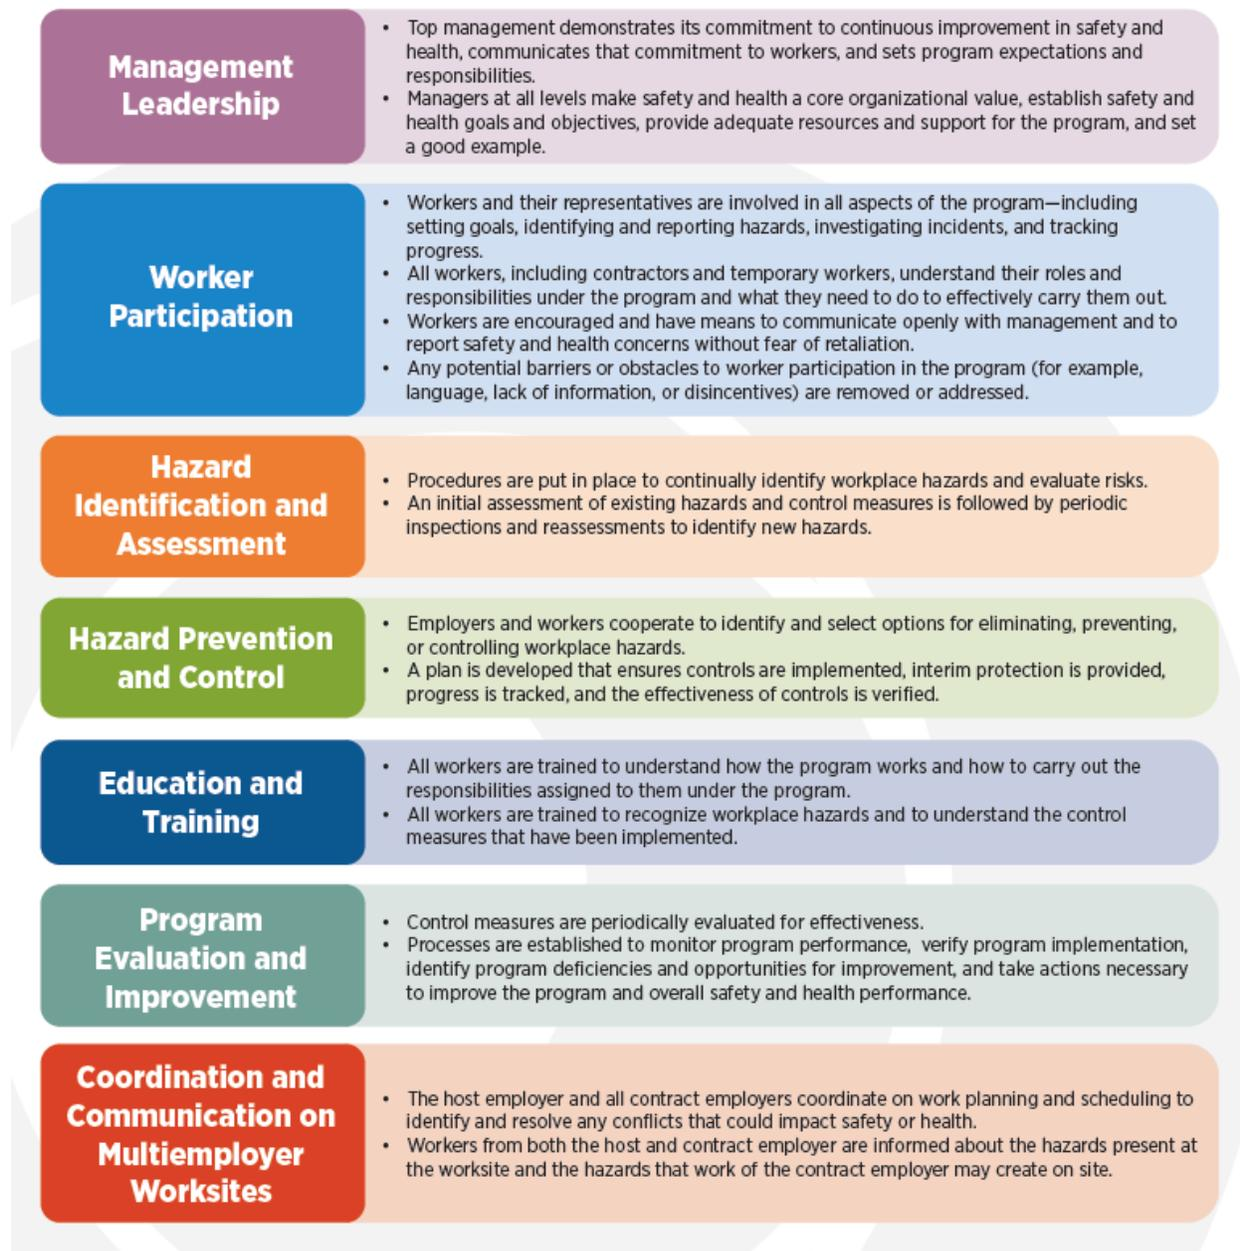 Management
Leadership
• Top management demonstrates its commitment to continuous improvement in safety and
health, communicates that commitment to workers, and sets program expectations and
responsibilities.
• Managers at all levels make safety and health a core organizational value, establish safety and
health goals and objectives, provide adequate resources and support for the program, and set
a good example.
Worker
Participation
• Workers and their representatives are involved in all aspects of the program—including
setting goals, identifying and reporting hazards, investigating incidents, and tracking
progress.
• All workers, including contractors and temporary workers, understand their roles and
responsibilities under the program and what they need to do to effectively carry them out.
• Workers are encouraged and have means to communicate openly with management and to
report safety and health concerns without fear of retaliation.
• Any potential barriers or obstacles to worker participation in the program (for example,
language, lack of information, or disincentives) are removed or addressed.
Hazard
Identification and
Assessment
• Procedures are put in place to continually identify workplace hazards and evaluate risks.
• An initial assessment of existing hazards and control measures is followed by periodic
inspections and reassessments to identify new hazards.
Hazard Prevention
and Control
• Employers and workers cooperate to identify and select options for eliminating, preventing,
or controlling workplace hazards.
• A plan is developed that ensures controls are implemented, interim protection is provided,
progress is tracked, and the effectiveness of controls is verified.
Education and
Training
• All workers are trained to understand how the program works and how to carry out the
responsibilities assigned to them under the program.
• All workers are trained to recognize workplace hazards and to understand the control
measures that have been implemented.
Program
Evaluation and
Improvement
• Control measures are periodically evaluated for effectiveness.
• Processes are established to monitor program performance, verify program implementation,
identify program deficiencies and opportunities for improvement, and take actions necessary
to improve the program and overall safety and health performance.
Coordination and
Communication on
Multiemployer
Worksites
• The host employer and all contract employers coordinate on work planning and scheduling to
identify and resolve any conflicts that could impact safety or health.
• Workers from both the host and contract employer are informed about the hazards present at
the worksite and the hazards that work of the contract employer may create on site.